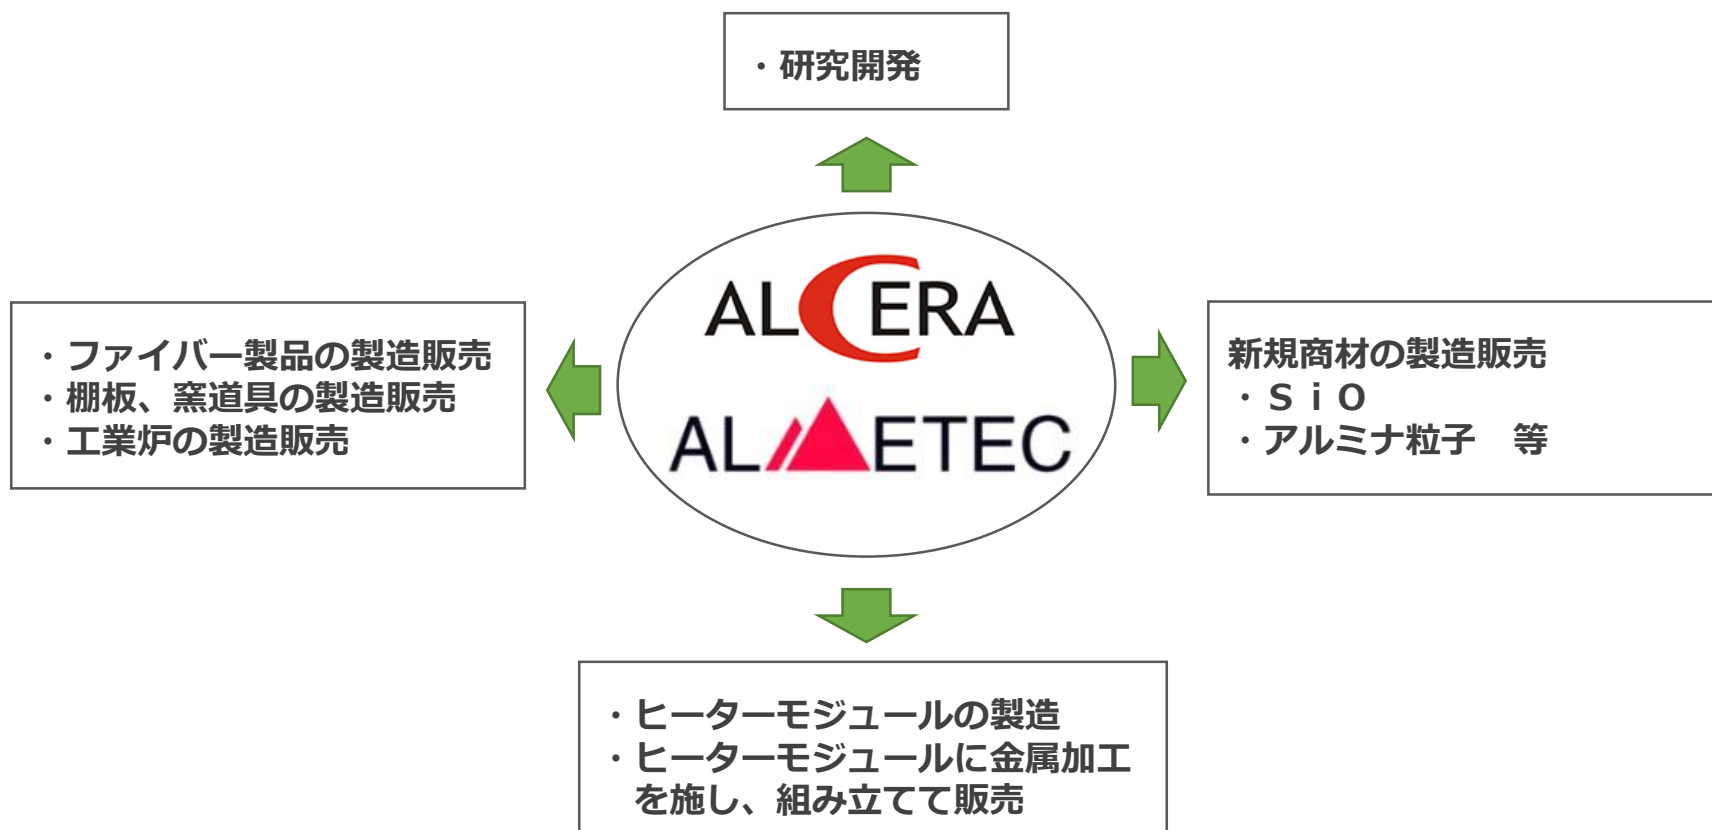 ・研究開発
ALCERA
ALMETEC
・ファイバー製品の製造販売
・棚板、窯道具の製造販売
・工業炉の製造販売
新規商材の製造販売
・ＳｉＯ
・アルミナ粒子　等
・ヒーターモジュールの製造
・ヒーターモジュールに金属加工
を施し、組み立てて販売